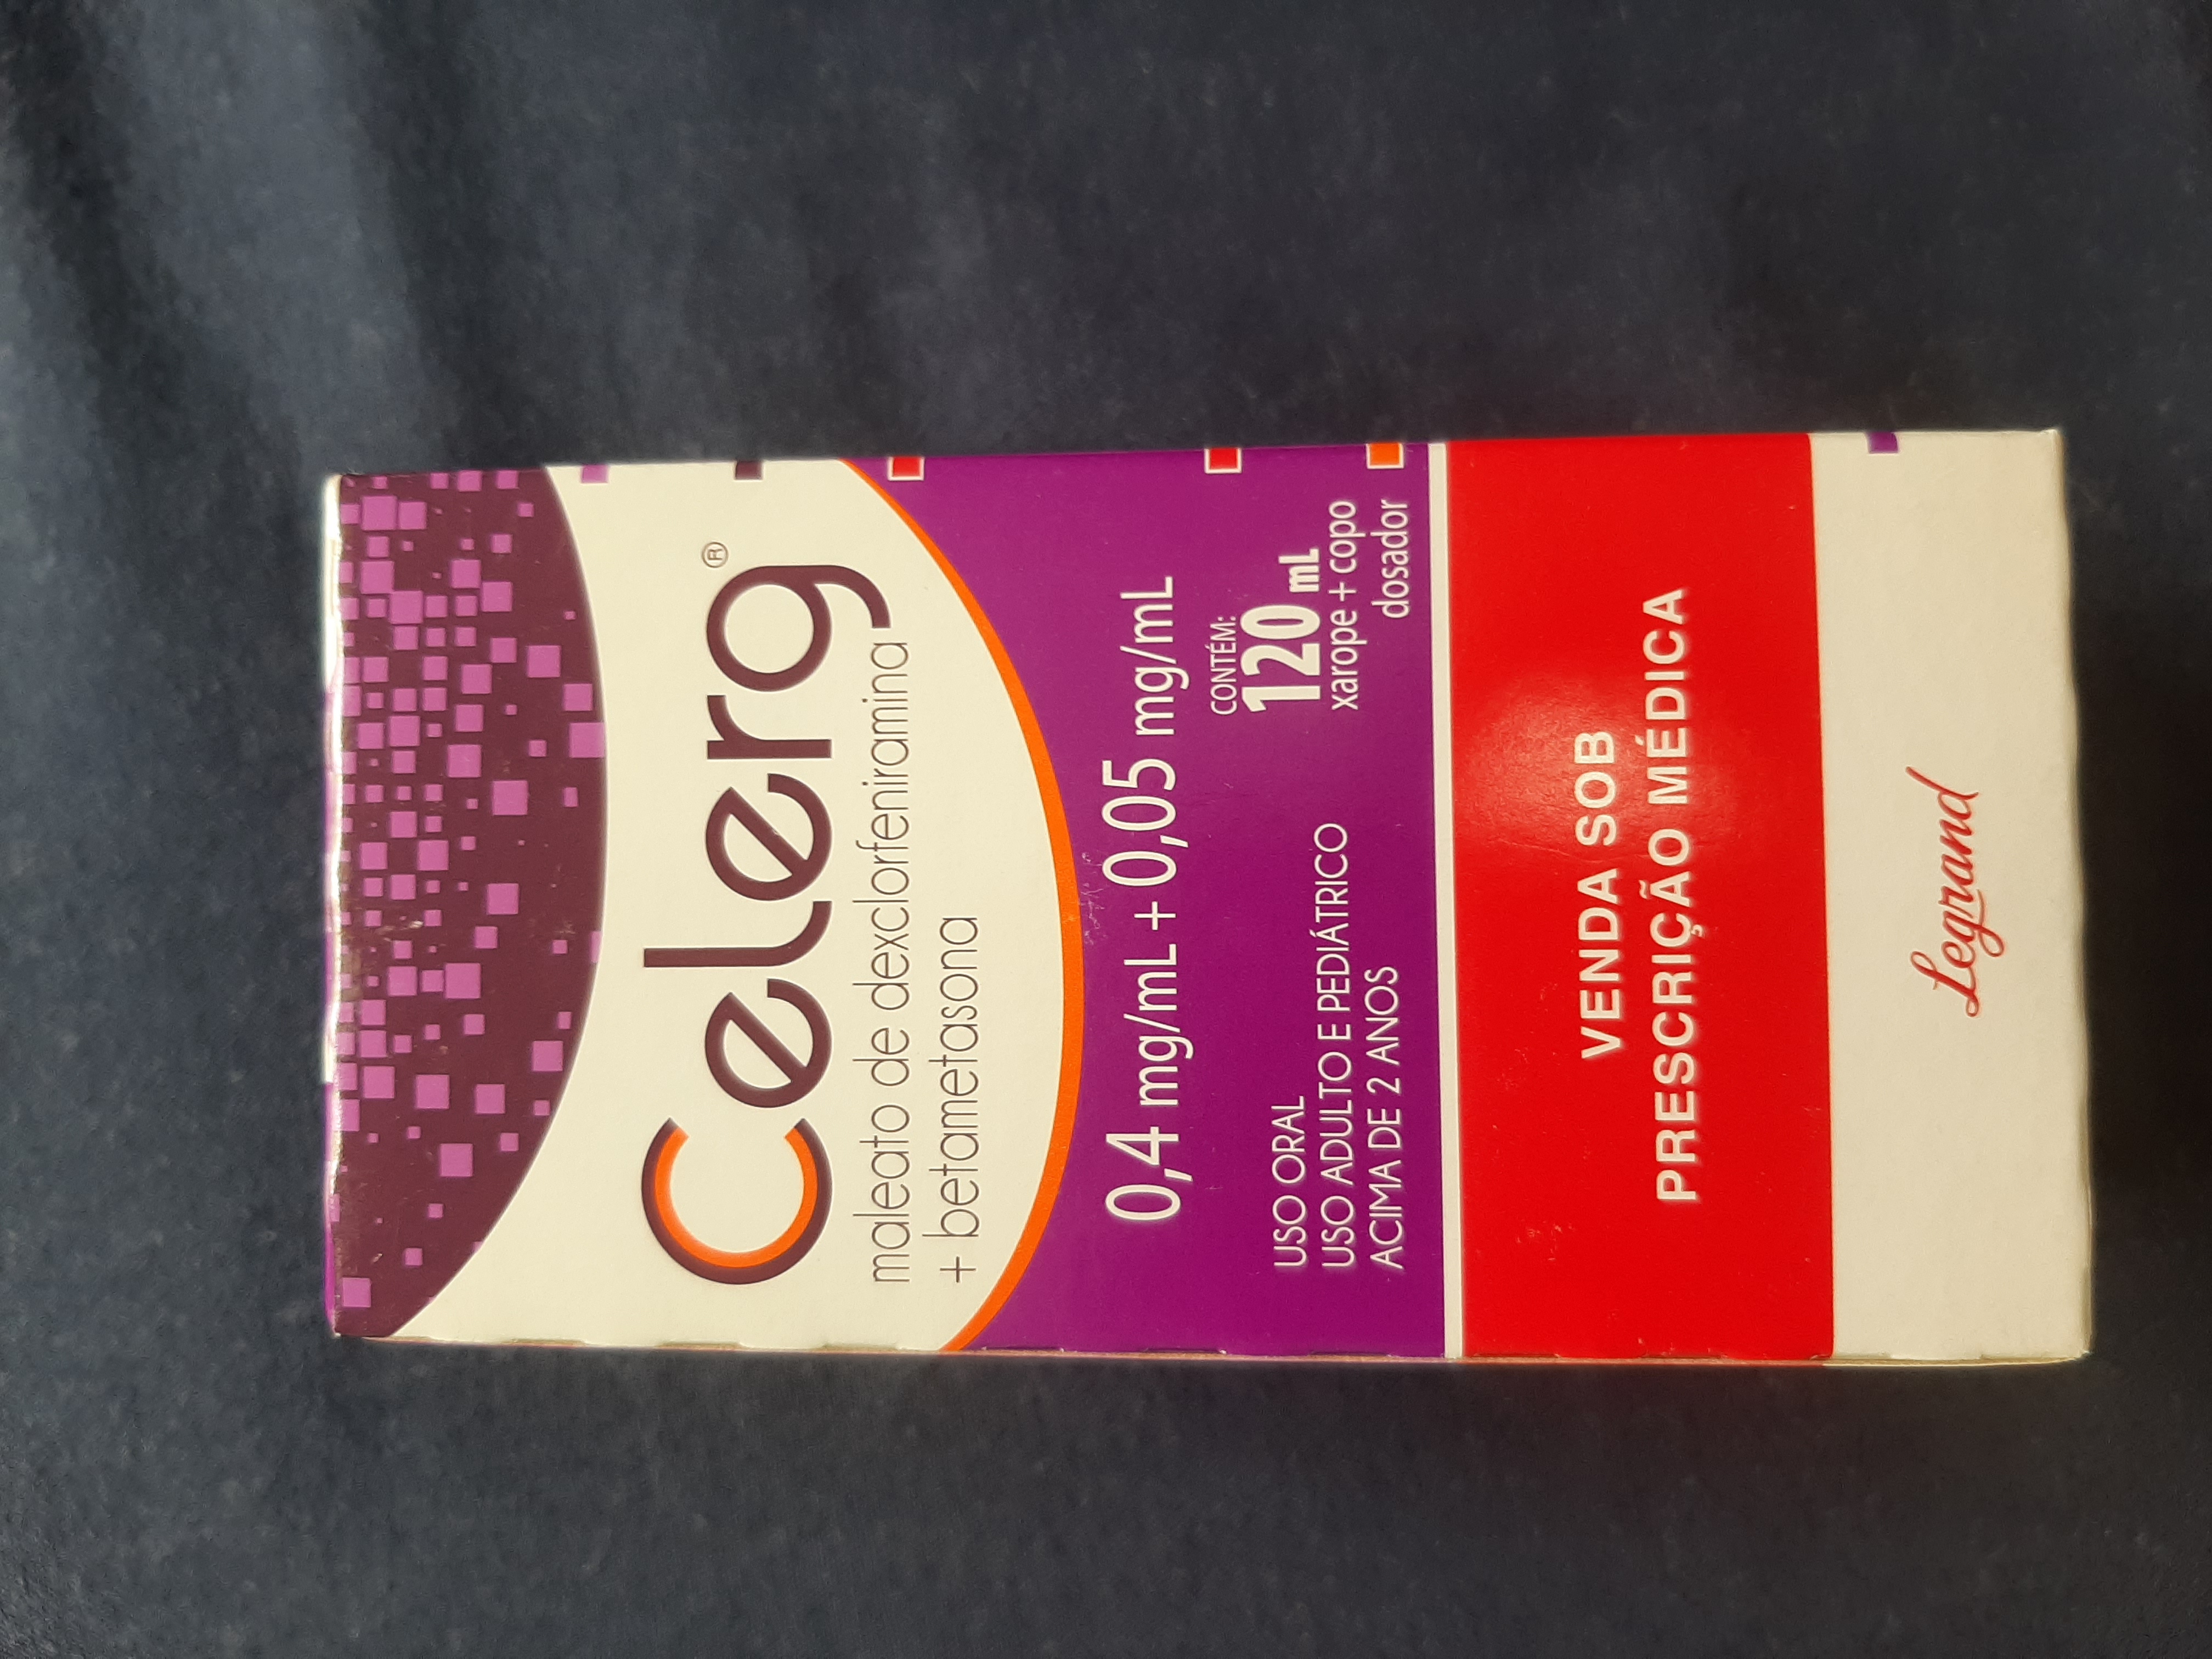 Celerg®
maleato de dexclorfeniramina
+ betametasona
0,4 mg/mL + 0,05 mg/mL
USO ORAL
USO ADULTO E PEDIÁTRICO
ACIMA DE 2 ANOS
CONTÉM:
120 mL
xarope + copo
dosador
VENDA SOB
PRESCRIÇÃO MÉDICA
Legrand